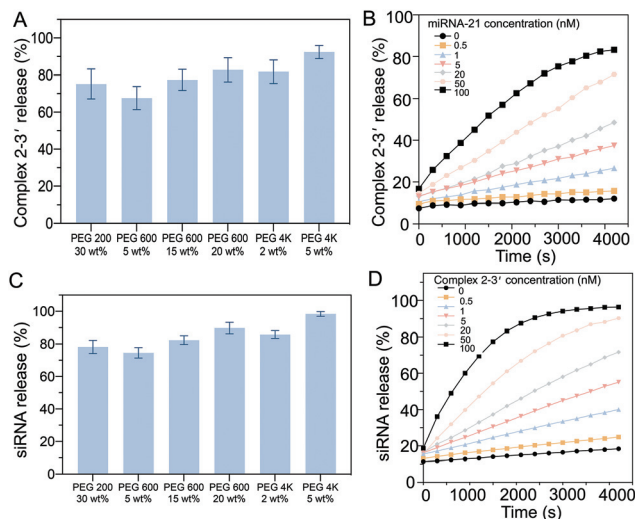 A
Complex 2-3′ release (%)
100
80
60
40
20
0
PEG 200 PEG 600 PEG 600 PEG 600 PEG 4K PEG 4K
30 wt% 5 wt% 15 wt% 20 wt% 2 wt% 5 wt%
B
Complex 2-3′ release (%)
miRNA-21 concentration (nM)
0
0.5
1
5
20
50
100
100
80
60
40
20
0
0 1000 2000 3000 4000
Time (s)
C
siRNA release (%)
100
80
60
40
20
0
PEG 200 PEG 600 PEG 600 PEG 600 PEG 4K PEG 4K
30 wt% 5 wt% 15 wt% 20 wt% 2 wt% 5 wt%
D
siRNA release (%)
Complex 2-3′ concentration (nM)
0
0.5
1
5
20
50
100
100
80
60
40
20
0
0 1000 2000 3000 4000
Time (s)